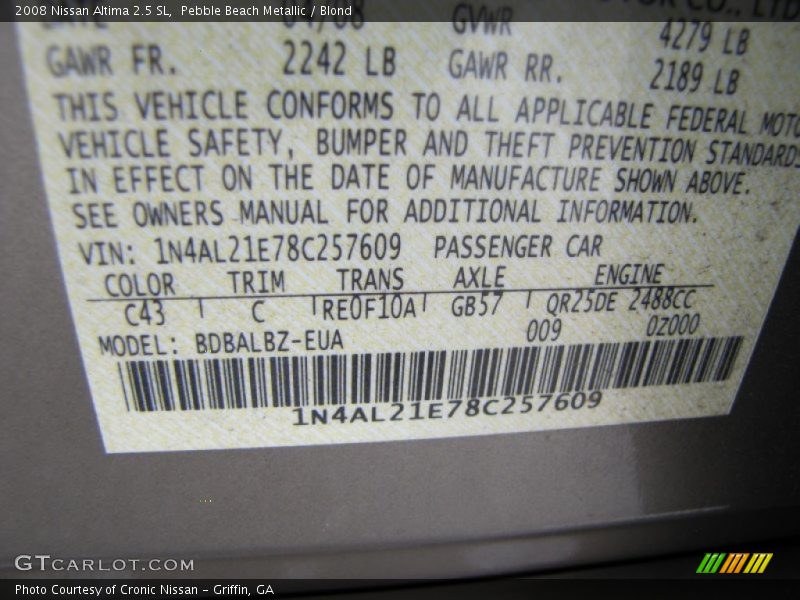 2008 Nissan Altima 2.5 SL, Pebble Beach Metallic / Blond
04/08 GVWR 4279 LB
GAWR FR. 2242 LB GAWR RR. 2189 LB
THIS VEHICLE CONFORMS TO ALL APPLICABLE FEDERAL MOTO
VEHICLE SAFETY, BUMPER AND THEFT PREVENTION STANDARDS
IN EFFECT ON THE DATE OF MANUFACTURE SHOWN ABOVE.
SEE OWNERS MANUAL FOR ADDITIONAL INFORMATION.
VIN: 1N4AL21E78C257609 PASSENGER CAR
COLOR TRIM TRANS AXLE ENGINE
C43 C RE0F10A GB57 QR25DE 2488CC
MODEL: BDBALBZ-EUA 009 0Z000
1N4AL21E78C257609
GTCARLOT.COM
Photo Courtesy of Cronic Nissan - Griffin, GA